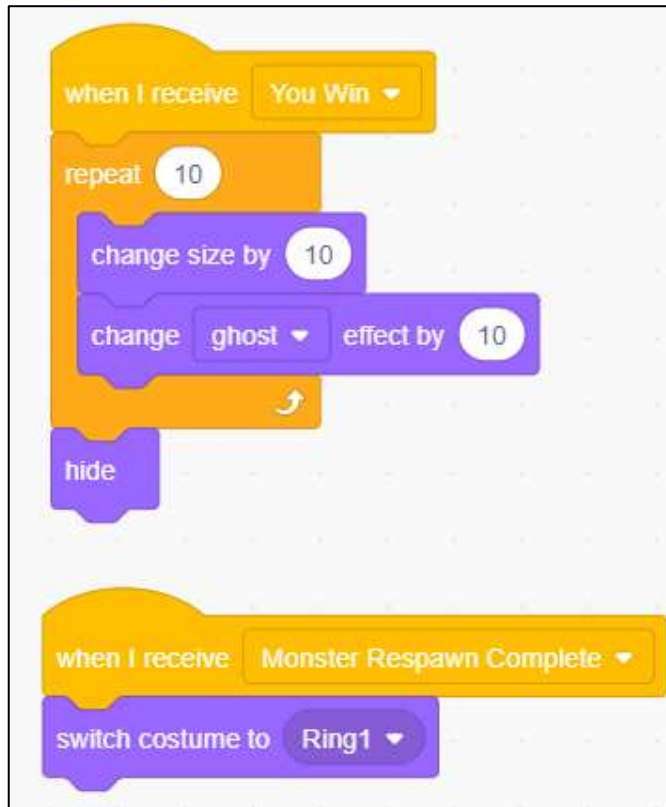 when I receive You Win
repeat 10
change size by 10
change ghost effect by 10
hide
when I receive Monster Respawn Complete
switch costume to Ring1